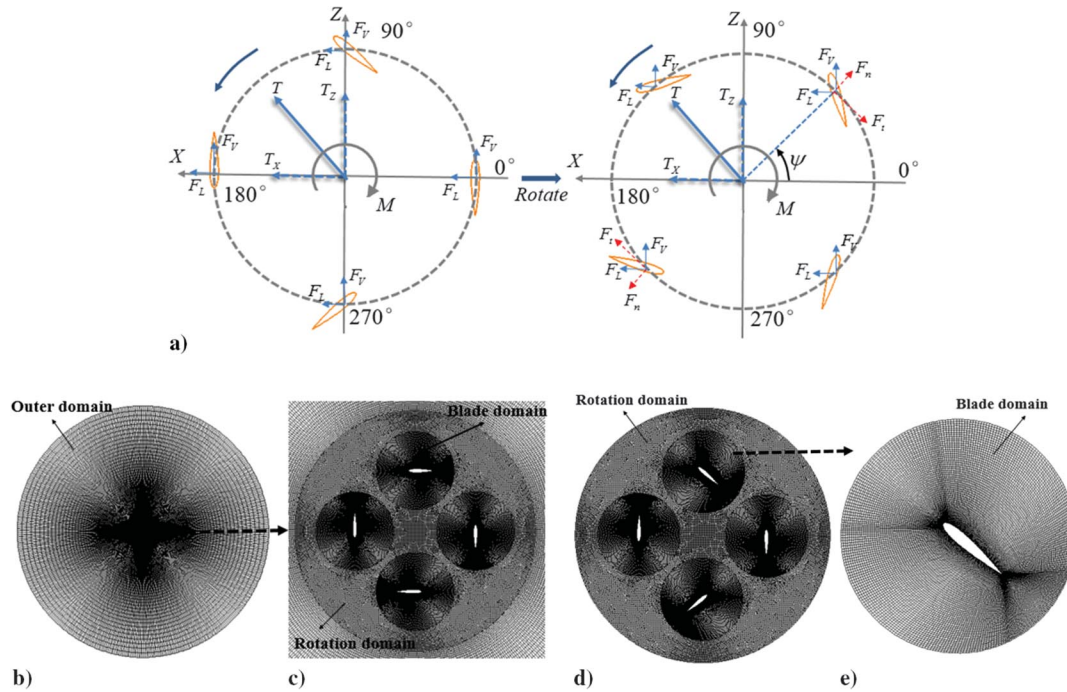 Z
90°
F_V
F_L
T
T_Z
F_V
F_V
X
T_X
0°
F_L
180°
F_L
M
F_V
F_L
270°
Rotate
Z
90°
F_V
F_V
F_n
T
T_Z
F_L
F_L
F_t
ψ
X
T_X
0°
180°
M
F_t
F_V
F_V
F_L
F_L
F_n
270°
a)
Outer domain
Blade domain
Rotation domain
Rotation domain
Blade domain
b)
c)
d)
e)